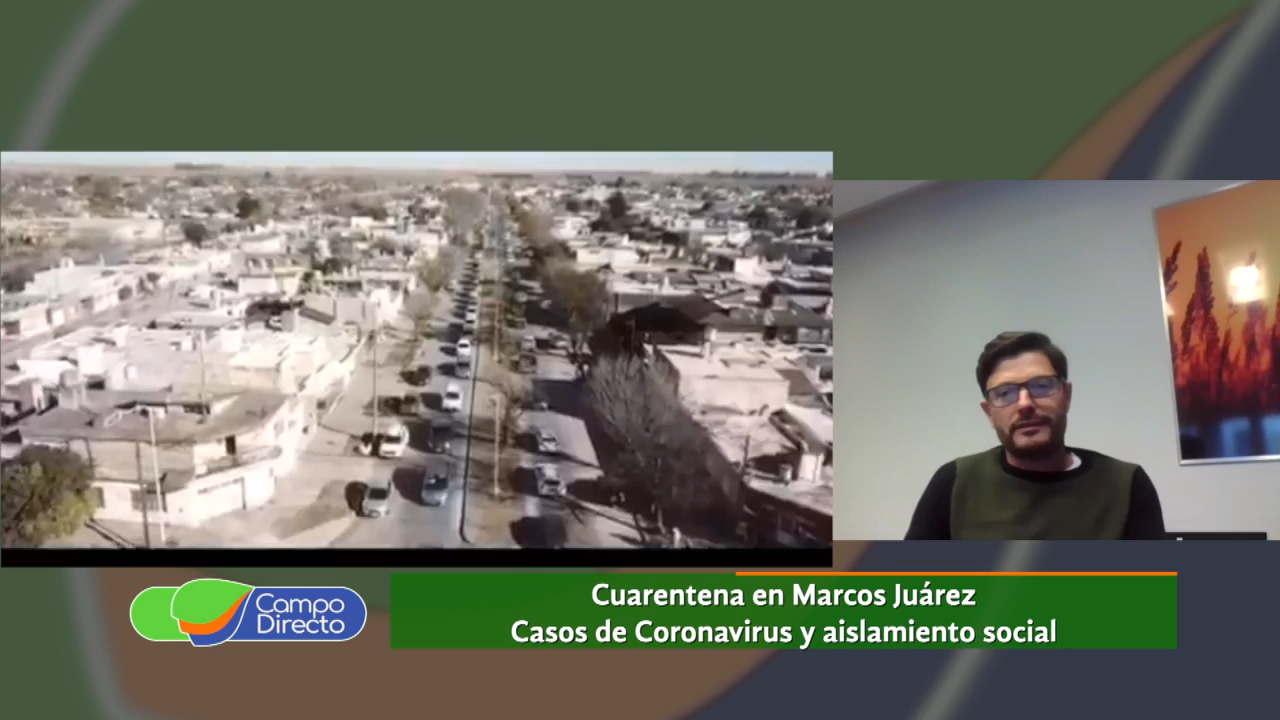 Campo
Directo
Cuarentena en Marcos Juárez
Casos de Coronavirus y aislamiento social